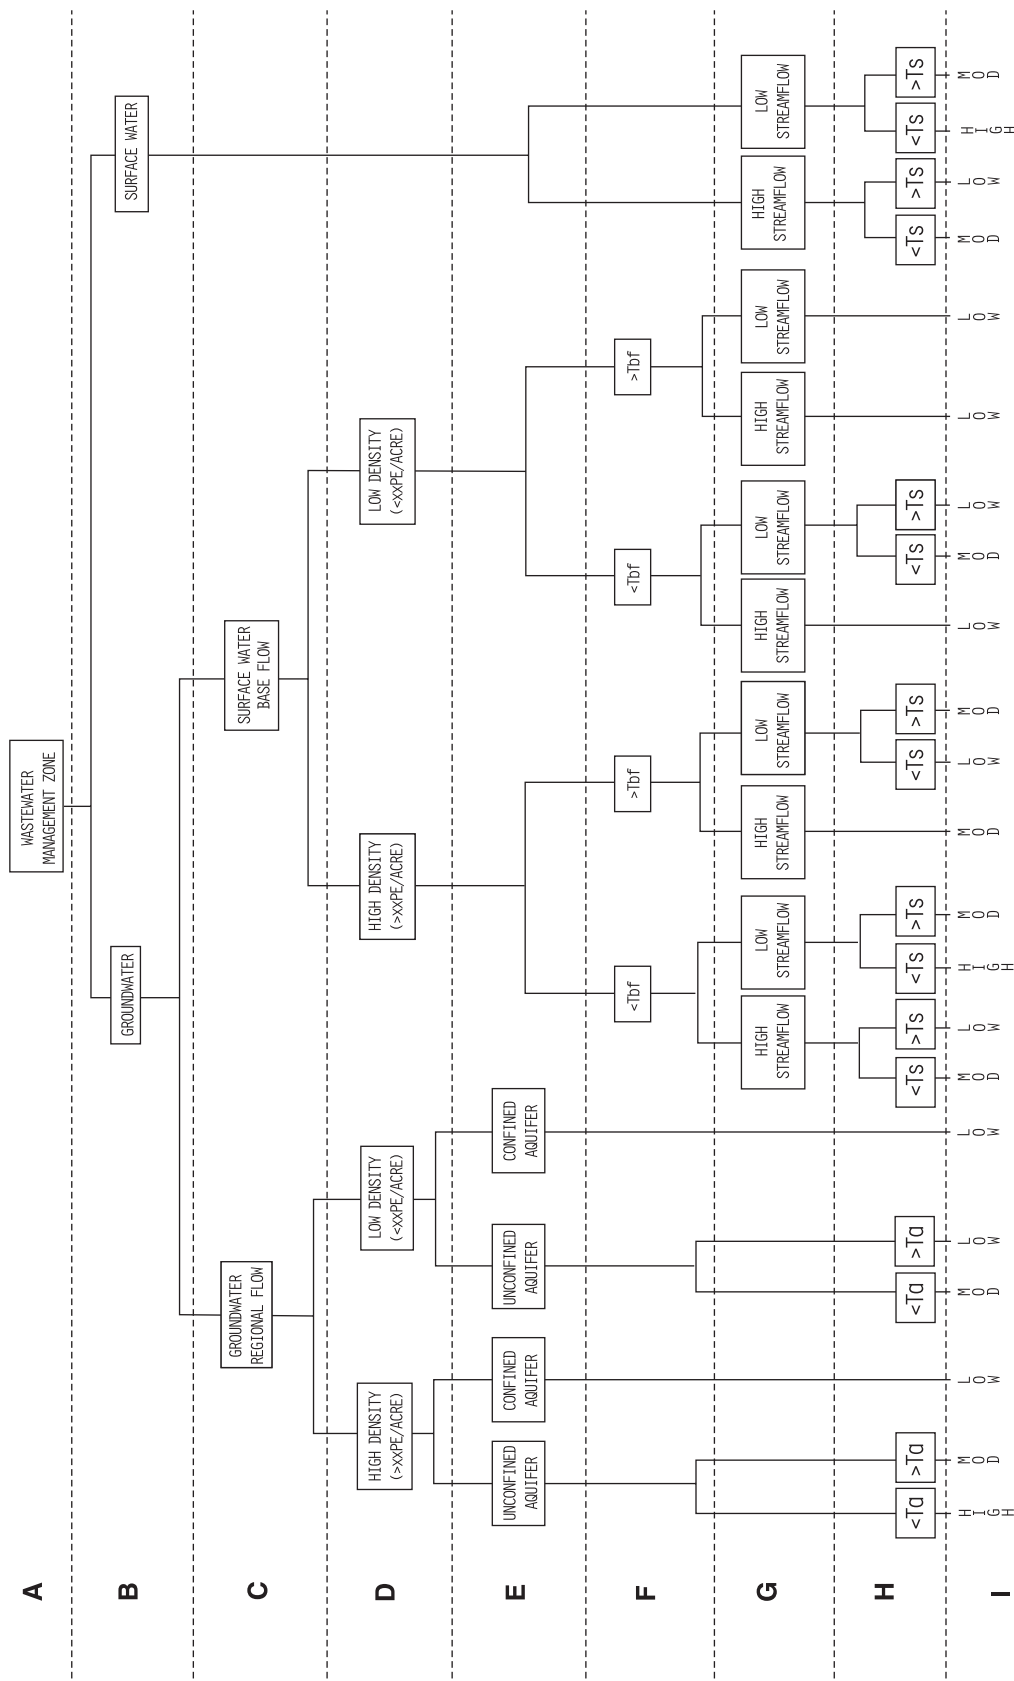 A
WASTEWATER
MANAGEMENT ZONE
B
GROUNDWATER
SURFACE WATER
C
GROUNDWATER
REGIONAL FLOW
SURFACE WATER
BASE FLOW
D
HIGH DENSITY
(>xxPE/ACRE)
LOW DENSITY
(<xxPE/ACRE)
HIGH DENSITY
(>xxPE/ACRE)
LOW DENSITY
(<xxPE/ACRE)
E
UNCONFINED
AQUIFER
CONFINED
AQUIFER
UNCONFINED
AQUIFER
CONFINED
AQUIFER
F
<Tbf
>Tbf
<Tbf
>Tbf
G
HIGH
STREAMFLOW
LOW
STREAMFLOW
HIGH
STREAMFLOW
LOW
STREAMFLOW
HIGH
STREAMFLOW
LOW
STREAMFLOW
HIGH
STREAMFLOW
LOW
STREAMFLOW
HIGH
STREAMFLOW
LOW
STREAMFLOW
H
<Ta
>Ta
<Ta
>Ta
<Ts
>Ts
<Ts
>Ts
<Ts
>Ts
<Ts
>Ts
<Ts
>Ts
<Ts
>Ts
I
HIGH
MOD
LOW
MOD
LOW
LOW
MOD
LOW
HIGH
MOD
MOD
LOW
MOD
LOW
MOD
LOW
LOW
LOW
MOD
LOW
HIGH
MOD